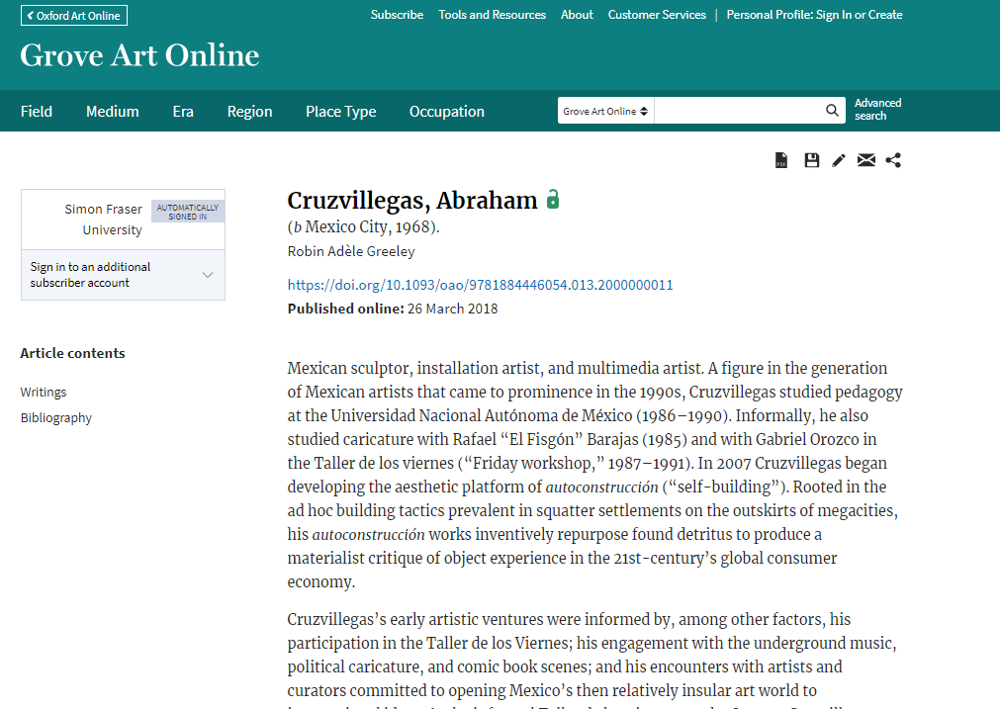 Oxford Art Online
Subscribe Tools and Resources About Customer Services | Personal Profile: Sign In or Create
Grove Art Online
Field Medium Era Region Place Type Occupation
Grove Art Online
Advanced
search
PDF
Simon Fraser
University
AUTOMATICALLY
SIGNED IN
Sign in to an additional
subscriber account
Article contents
Writings
Bibliography
Cruzvillegas, Abraham
(b Mexico City, 1968).
Robin Adèle Greeley
https://doi.org/10.1093/oao/9781884446054.013.2000000011
Published online: 26 March 2018
Mexican sculptor, installation artist, and multimedia artist. A figure in the generation
of Mexican artists that came to prominence in the 1990s, Cruzvillegas studied pedagogy
at the Universidad Nacional Autónoma de México (1986–1990). Informally, he also
studied caricature with Rafael “El Fisgón” Barajas (1985) and with Gabriel Orozco in
the Taller de los viernes (“Friday workshop,” 1987–1991). In 2007 Cruzvillegas began
developing the aesthetic platform of autoconstrucción (“self-building”). Rooted in the
ad hoc building tactics prevalent in squatter settlements on the outskirts of megacities,
his autoconstrucción works inventively repurpose found detritus to produce a
materialist critique of object experience in the 21st-century’s global consumer
economy.
Cruzvillegas’s early artistic ventures were informed by, among other factors, his
participation in the Taller de los Viernes; his engagement with the underground music,
political caricature, and comic book scenes; and his encounters with artists and
curators committed to opening Mexico’s then relatively insular art world to